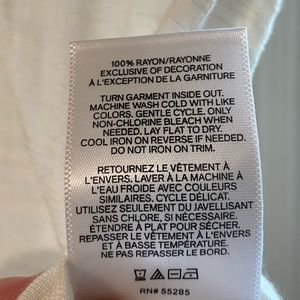 100% RAYON/RAYONNE
EXCLUSIVE OF DECORATION
À L'EXCEPTION DE LA GARNITURE
TURN GARMENT INSIDE OUT.
MACHINE WASH COLD WITH LIKE
COLORS. GENTLE CYCLE. ONLY
NON-CHLORINE BLEACH WHEN
NEEDED. LAY FLAT TO DRY.
COOL IRON ON REVERSE IF NEEDED.
DO NOT IRON ON TRIM.
RETOURNEZ LE VÊTEMENT À
L'ENVERS. LAVER À LA MACHINE À
L'EAU FROIDE AVEC COULEURS
SIMILAIRES. CYCLE DÉLICAT.
UTILISEZ SEULEMENT DU JAVELLISANT
SANS CHLORE, SI NÉCESSAIRE.
ÉTENDRE À PLAT POUR SÉCHER.
REPASSER LE VÊTEMENT À L'ENVERS
ET À BASSE TEMPÉRATURE.
NE PAS REPASSER LE BORD.
RN# 55285